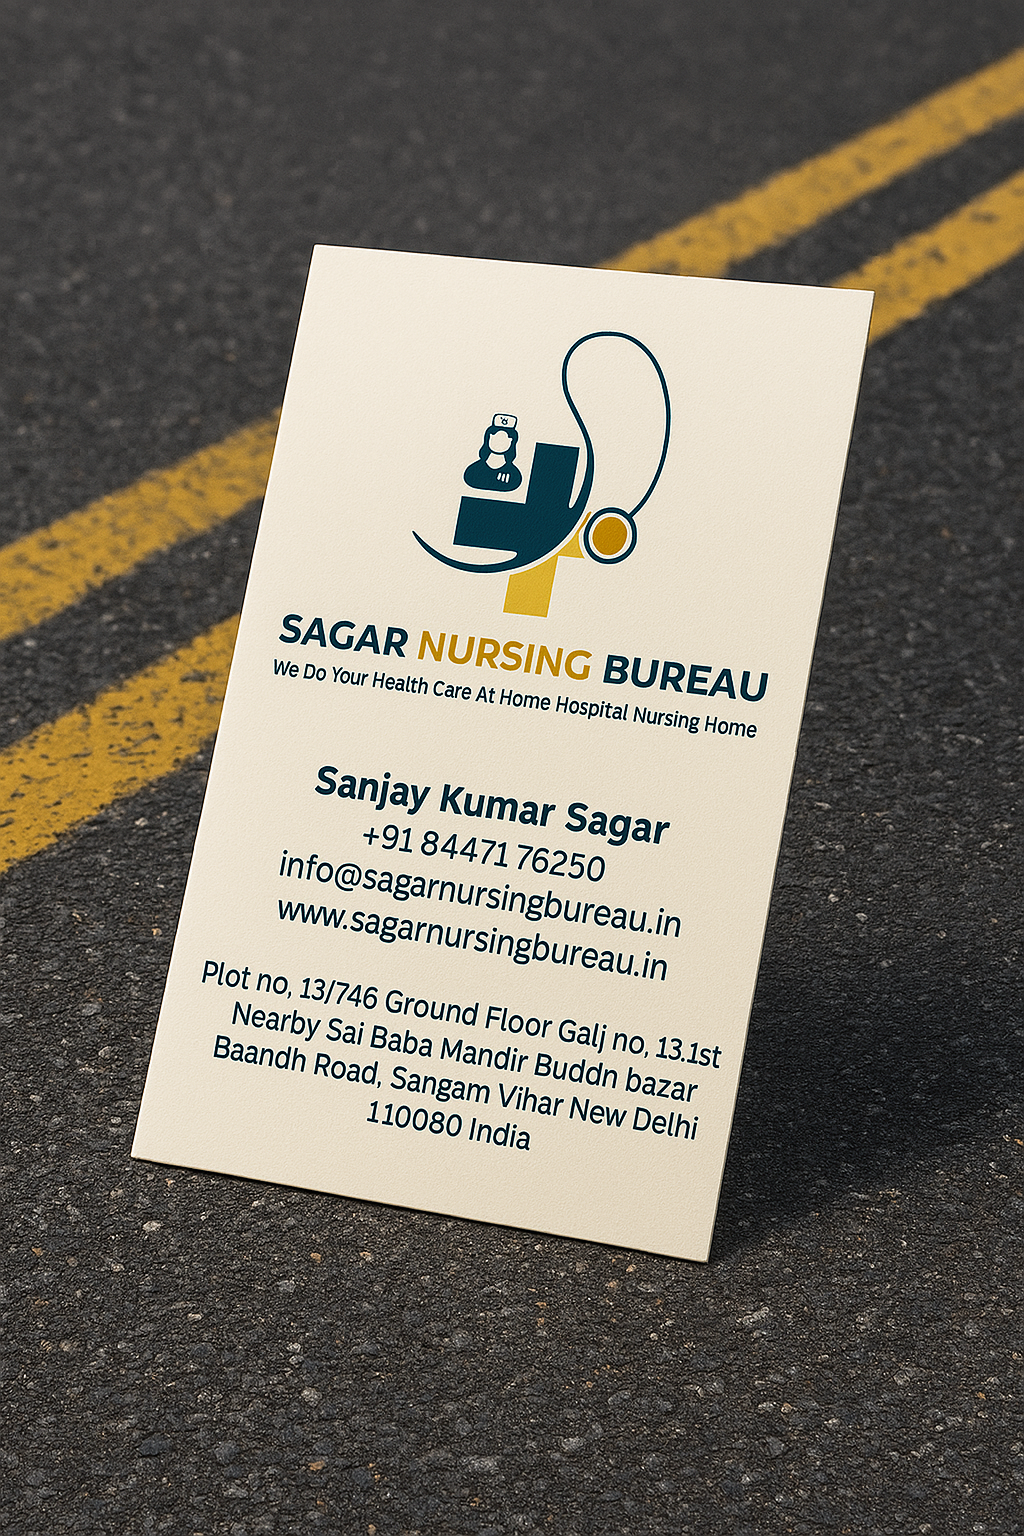 SAGAR NURSING BUREAU
We Do Your Health Care At Home Hospital Nursing Home
Sanjay Kumar Sagar
+91 84471 76250
info@sagarnursingbureau.in
www.sagarnursingbureau.in
Plot no, 13/746 Ground Floor Galj no, 13.1st
Nearby Sai Baba Mandir Buddn bazar
Baandh Road, Sangam Vihar New Delhi
110080 India